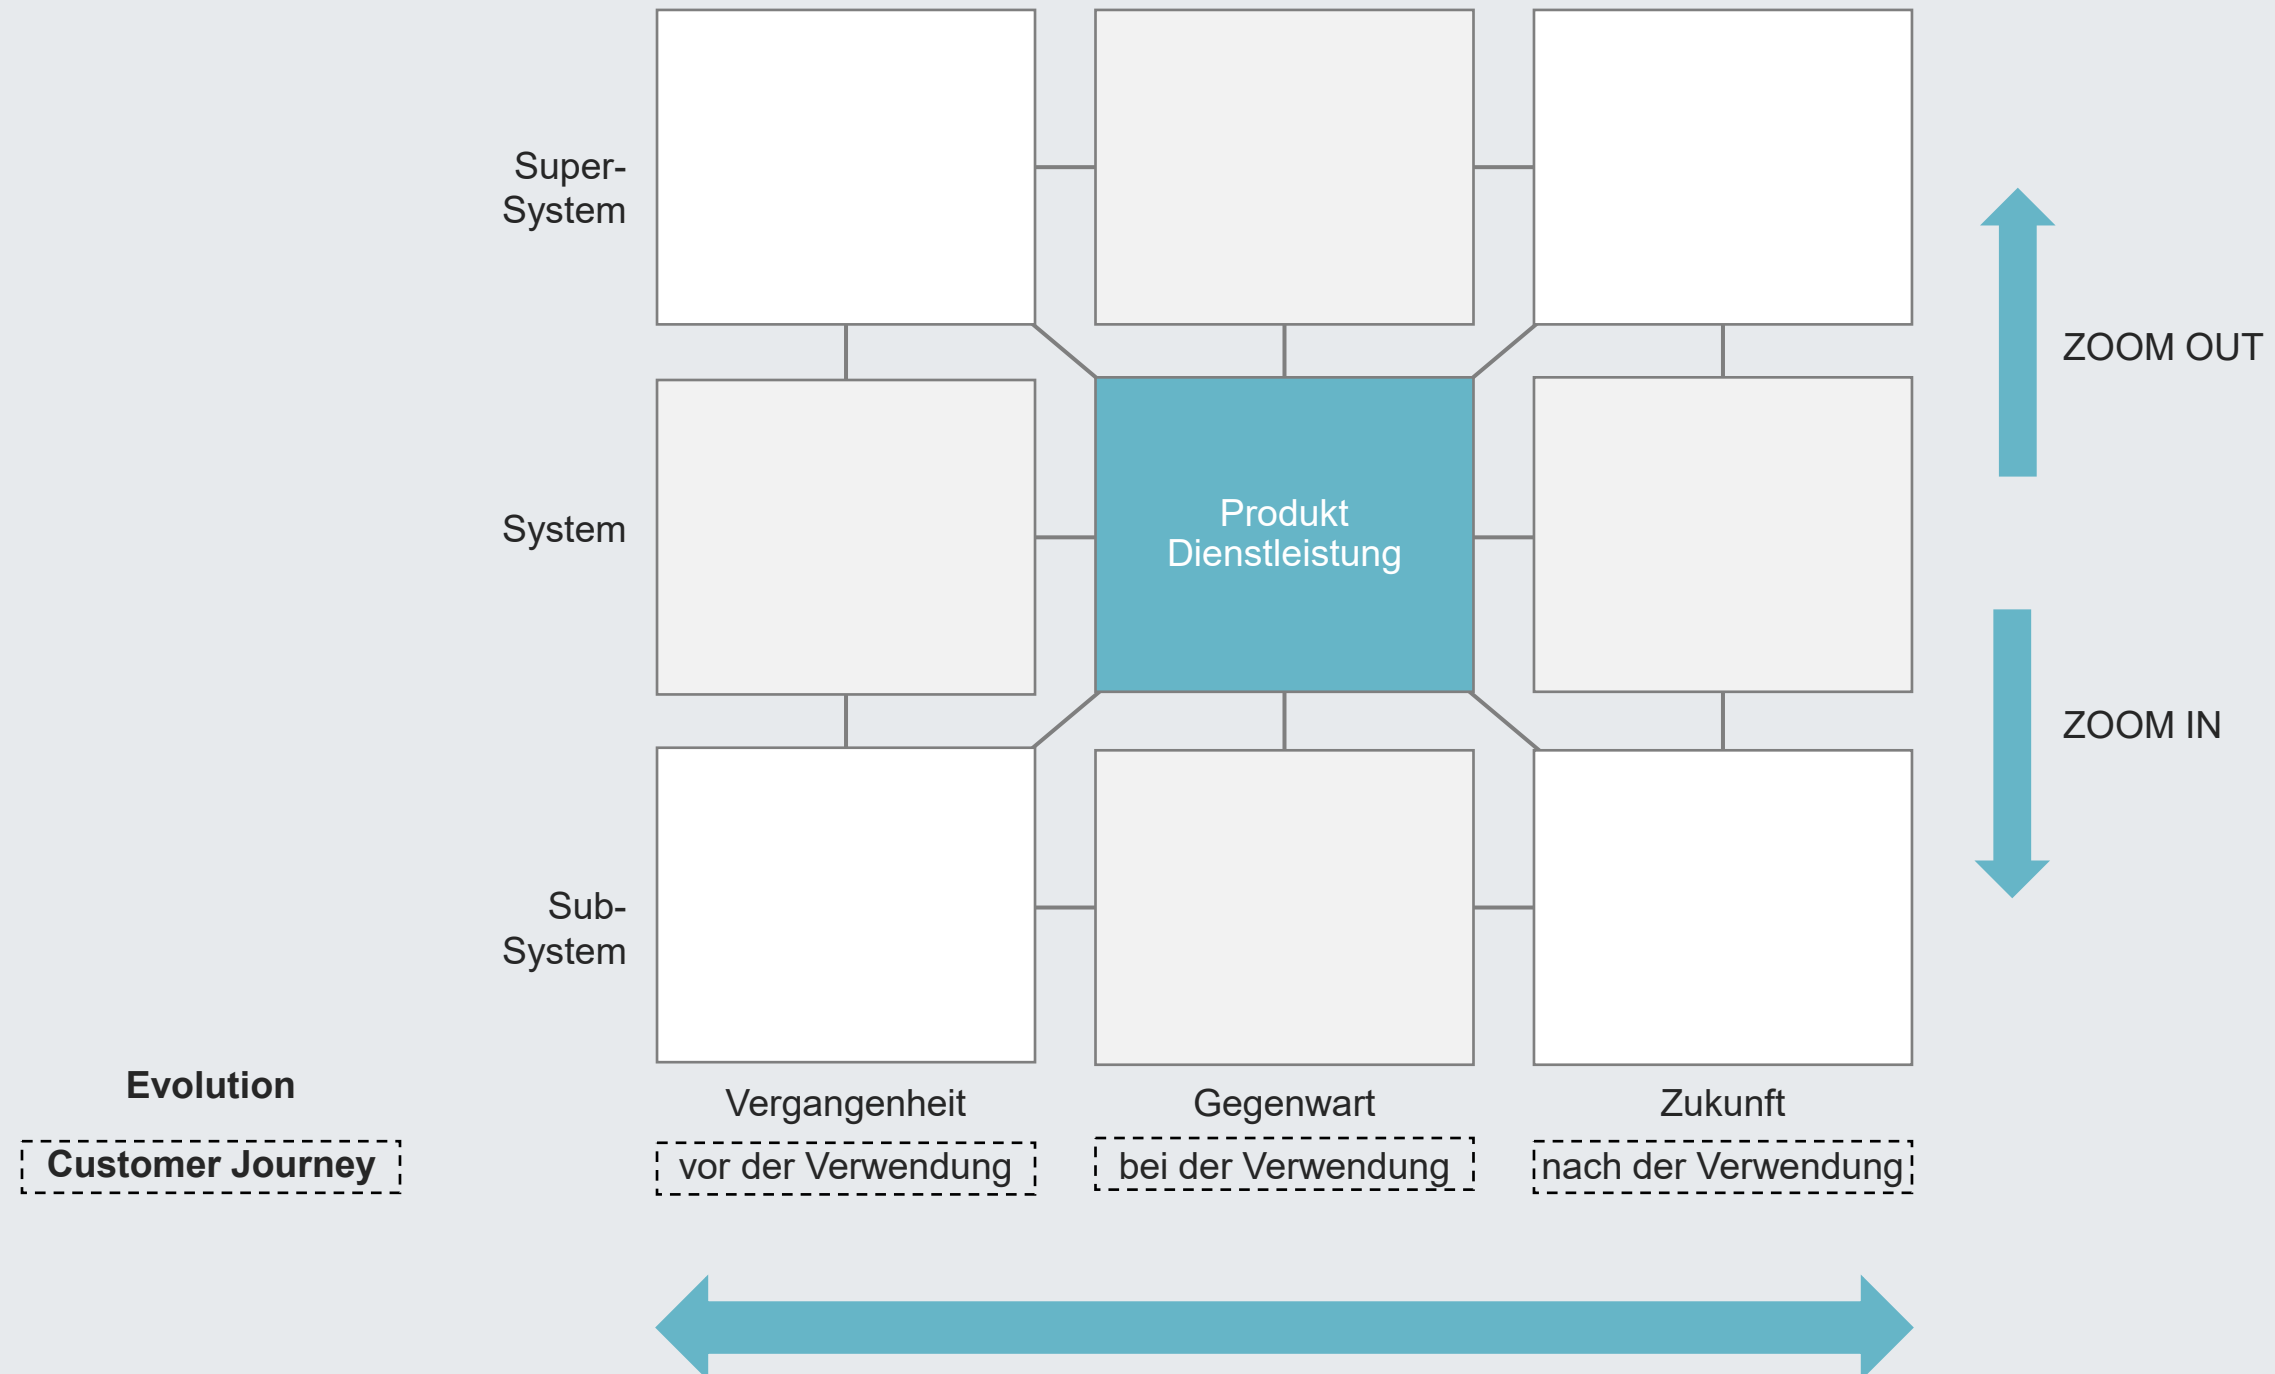 Super-
System
ZOOM OUT
System
Produkt
Dienstleistung
ZOOM IN
Sub-
System
Evolution
Vergangenheit
Gegenwart
Zukunft
Customer Journey
vor der Verwendung
bei der Verwendung
nach der Verwendung